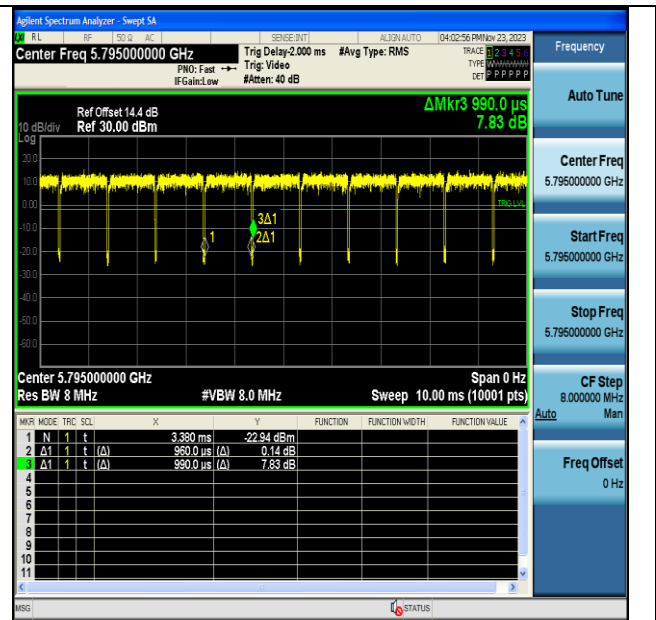 Agilent Spectrum Analyzer - Swept SA
RL RF 50 Ω AC SENSE:INT ALIGN AUTO 04:02:56 PM Nov 23, 2023
Center Freq 5.795000000 GHz
PNO: Fast
IFGain:Low
Trig Delay-2.000 ms
Trig: Video
#Atten: 40 dB
#Avg Type: RMS
TRACE 1 2 3 4 5 6
TYPE
DET P P P P P P
Frequency
Auto Tune
Center Freq
5.795000000 GHz
Start Freq
5.795000000 GHz
Stop Freq
5.795000000 GHz
CF Step
8.000000 MHz
Auto Man
Freq Offset
0 Hz
ΔMkr3 990.0 µs
7.83 dB
Ref Offset 14.4 dB
10 dB/div Ref 30.00 dBm
Log
20.0
10.0
0.00
-10.0
-20.0
-30.0
-40.0
-50.0
-60.0
TRIG LVL
1
3Δ1
2Δ1
Center 5.795000000 GHz Span 0 Hz
Res BW 8 MHz #VBW 8.0 MHz Sweep 10.00 ms (10001 pts)
MKR MODE TRC SCL X Y FUNCTION FUNCTION WIDTH FUNCTION VALUE
1 N 1 t 3.380 ms -22.94 dBm
2 Δ1 1 t (Δ) 960.0 µs (Δ) 0.14 dB
3 Δ1 1 t (Δ) 990.0 µs (Δ) 7.83 dB
4
5
6
7
8
9
10
11
MSG STATUS